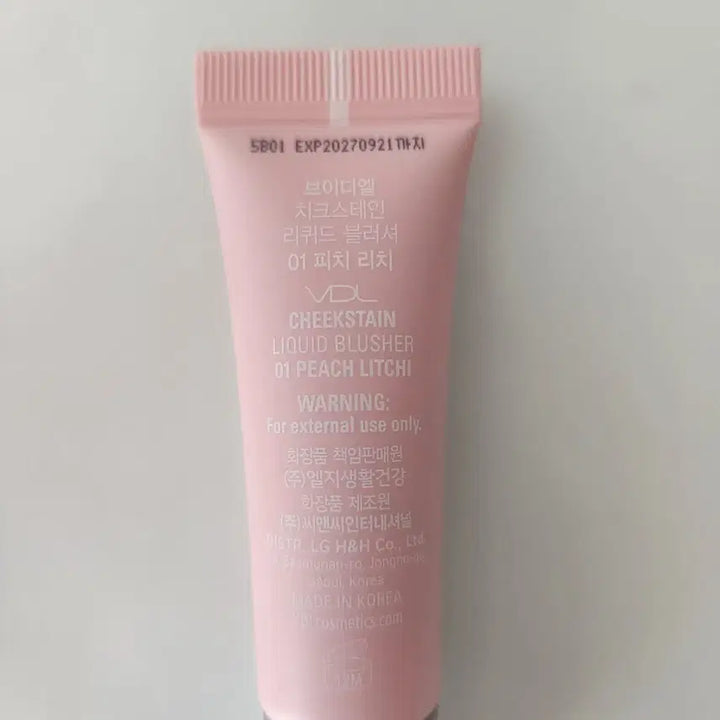 5B01 EXP20270921까지
브이디엘
치크스테인
리퀴드 블러셔
01 피치 리치
VDL
CHEEKSTAIN
LIQUID BLUSHER
01 PEACH LITCHI
WARNING:
For external use only.
화장품 책임판매원
(주)엘지생활건강
화장품 제조원
(주)씨앤씨인터내셔널
DISTR. LG H&H Co., Ltd.
Seoul, Korea
MADE IN KOREA
12M